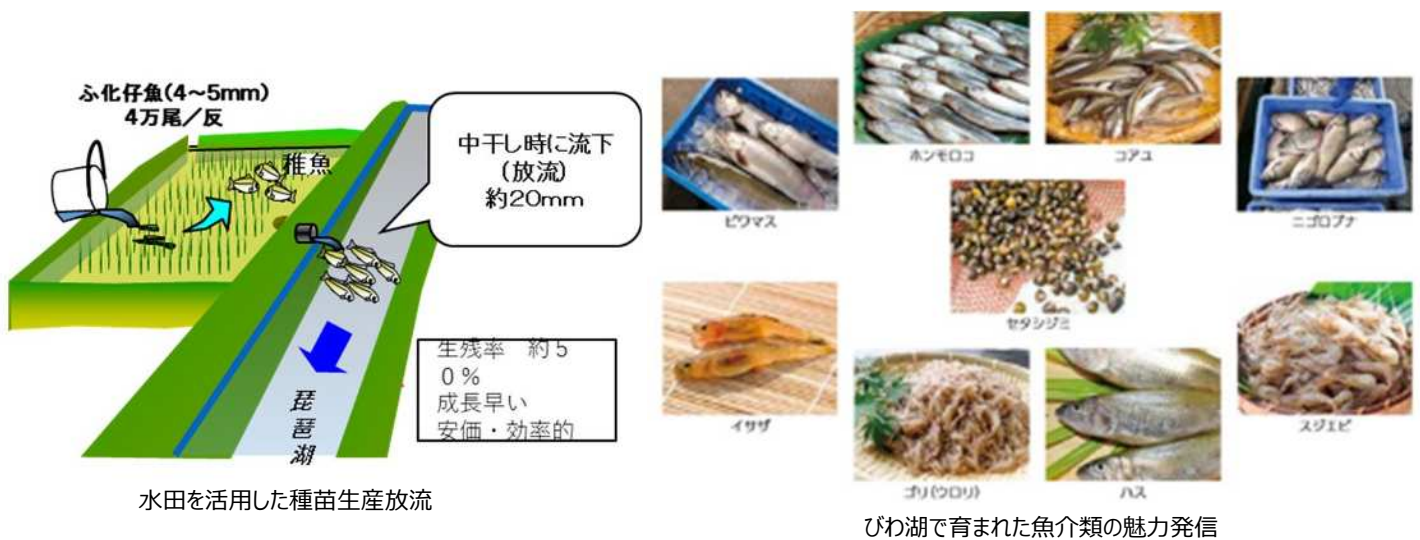 ふ化仔魚(4～5mm)
4万尾／反
稚魚
中干し時に流下
(放流)
約20mm
生残率　約５
０％
成長早い
安価・効率的
琵琶湖
水田を活用した種苗生産放流
ホンモロコ
コアユ
ビワマス
ニゴロブナ
セタシジミ
イサザ
スジエビ
ゴリ(ウロリ)
ハス
びわ湖で育まれた魚介類の魅力発信